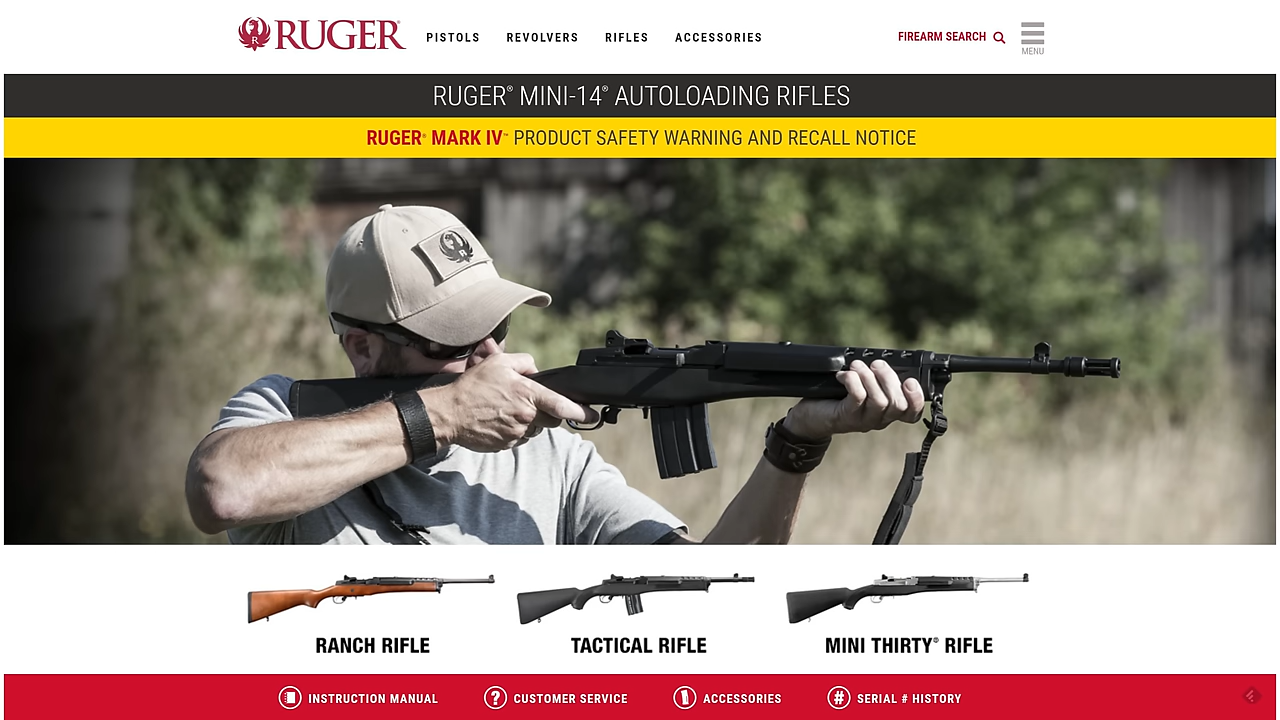 RUGER®
PISTOLS REVOLVERS RIFLES ACCESSORIES
FIREARM SEARCH
MENU
RUGER® MINI-14® AUTOLOADING RIFLES
RUGER® MARK IV™ PRODUCT SAFETY WARNING AND RECALL NOTICE
RANCH RIFLE
TACTICAL RIFLE
MINI THIRTY® RIFLE
INSTRUCTION MANUAL
? CUSTOMER SERVICE
ACCESSORIES
# SERIAL # HISTORY